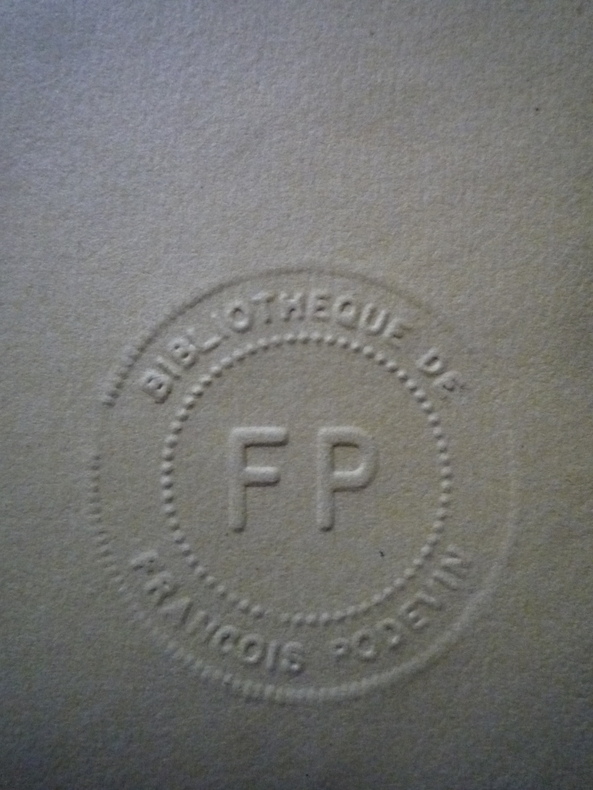 BIBLIOTHEQUE DE
FP
FRANCOIS PODEVIN